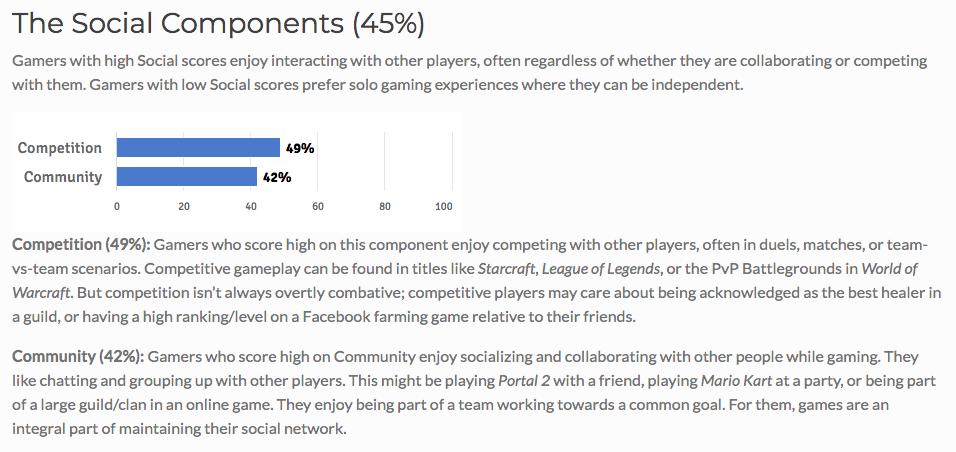 The Social Components (45%)
Gamers with high Social scores enjoy interacting with other players, often regardless of whether they are collaborating or competing
with them. Gamers with low Social scores prefer solo gaming experiences where they can be independent.
Competition 49%
Community 42%
0 20 40 60 80 100
Competition (49%): Gamers who score high on this component enjoy competing with other players, often in duels, matches, or team-
vs-team scenarios. Competitive gameplay can be found in titles like Starcraft, League of Legends, or the PvP Battlegrounds in World of
Warcraft. But competition isn't always overtly combative; competitive players may care about being acknowledged as the best healer in
a guild, or having a high ranking/level on a Facebook farming game relative to their friends.
Community (42%): Gamers who score high on Community enjoy socializing and collaborating with other people while gaming. They
like chatting and grouping up with other players. This might be playing Portal 2 with a friend, playing Mario Kart at a party, or being part
of a large guild/clan in an online game. They enjoy being part of a team working towards a common goal. For them, games are an
integral part of maintaining their social network.